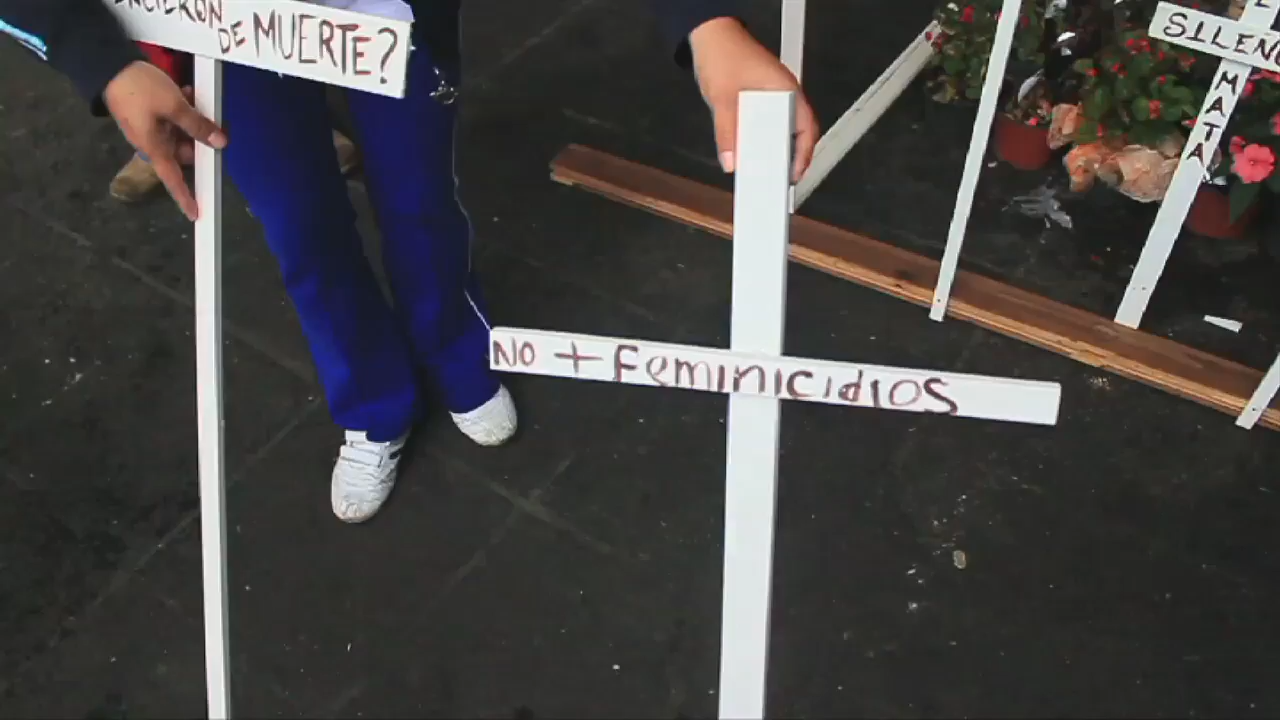 DE MUERTE?
NO + FEMINICIDIOS
SILENC
MATA